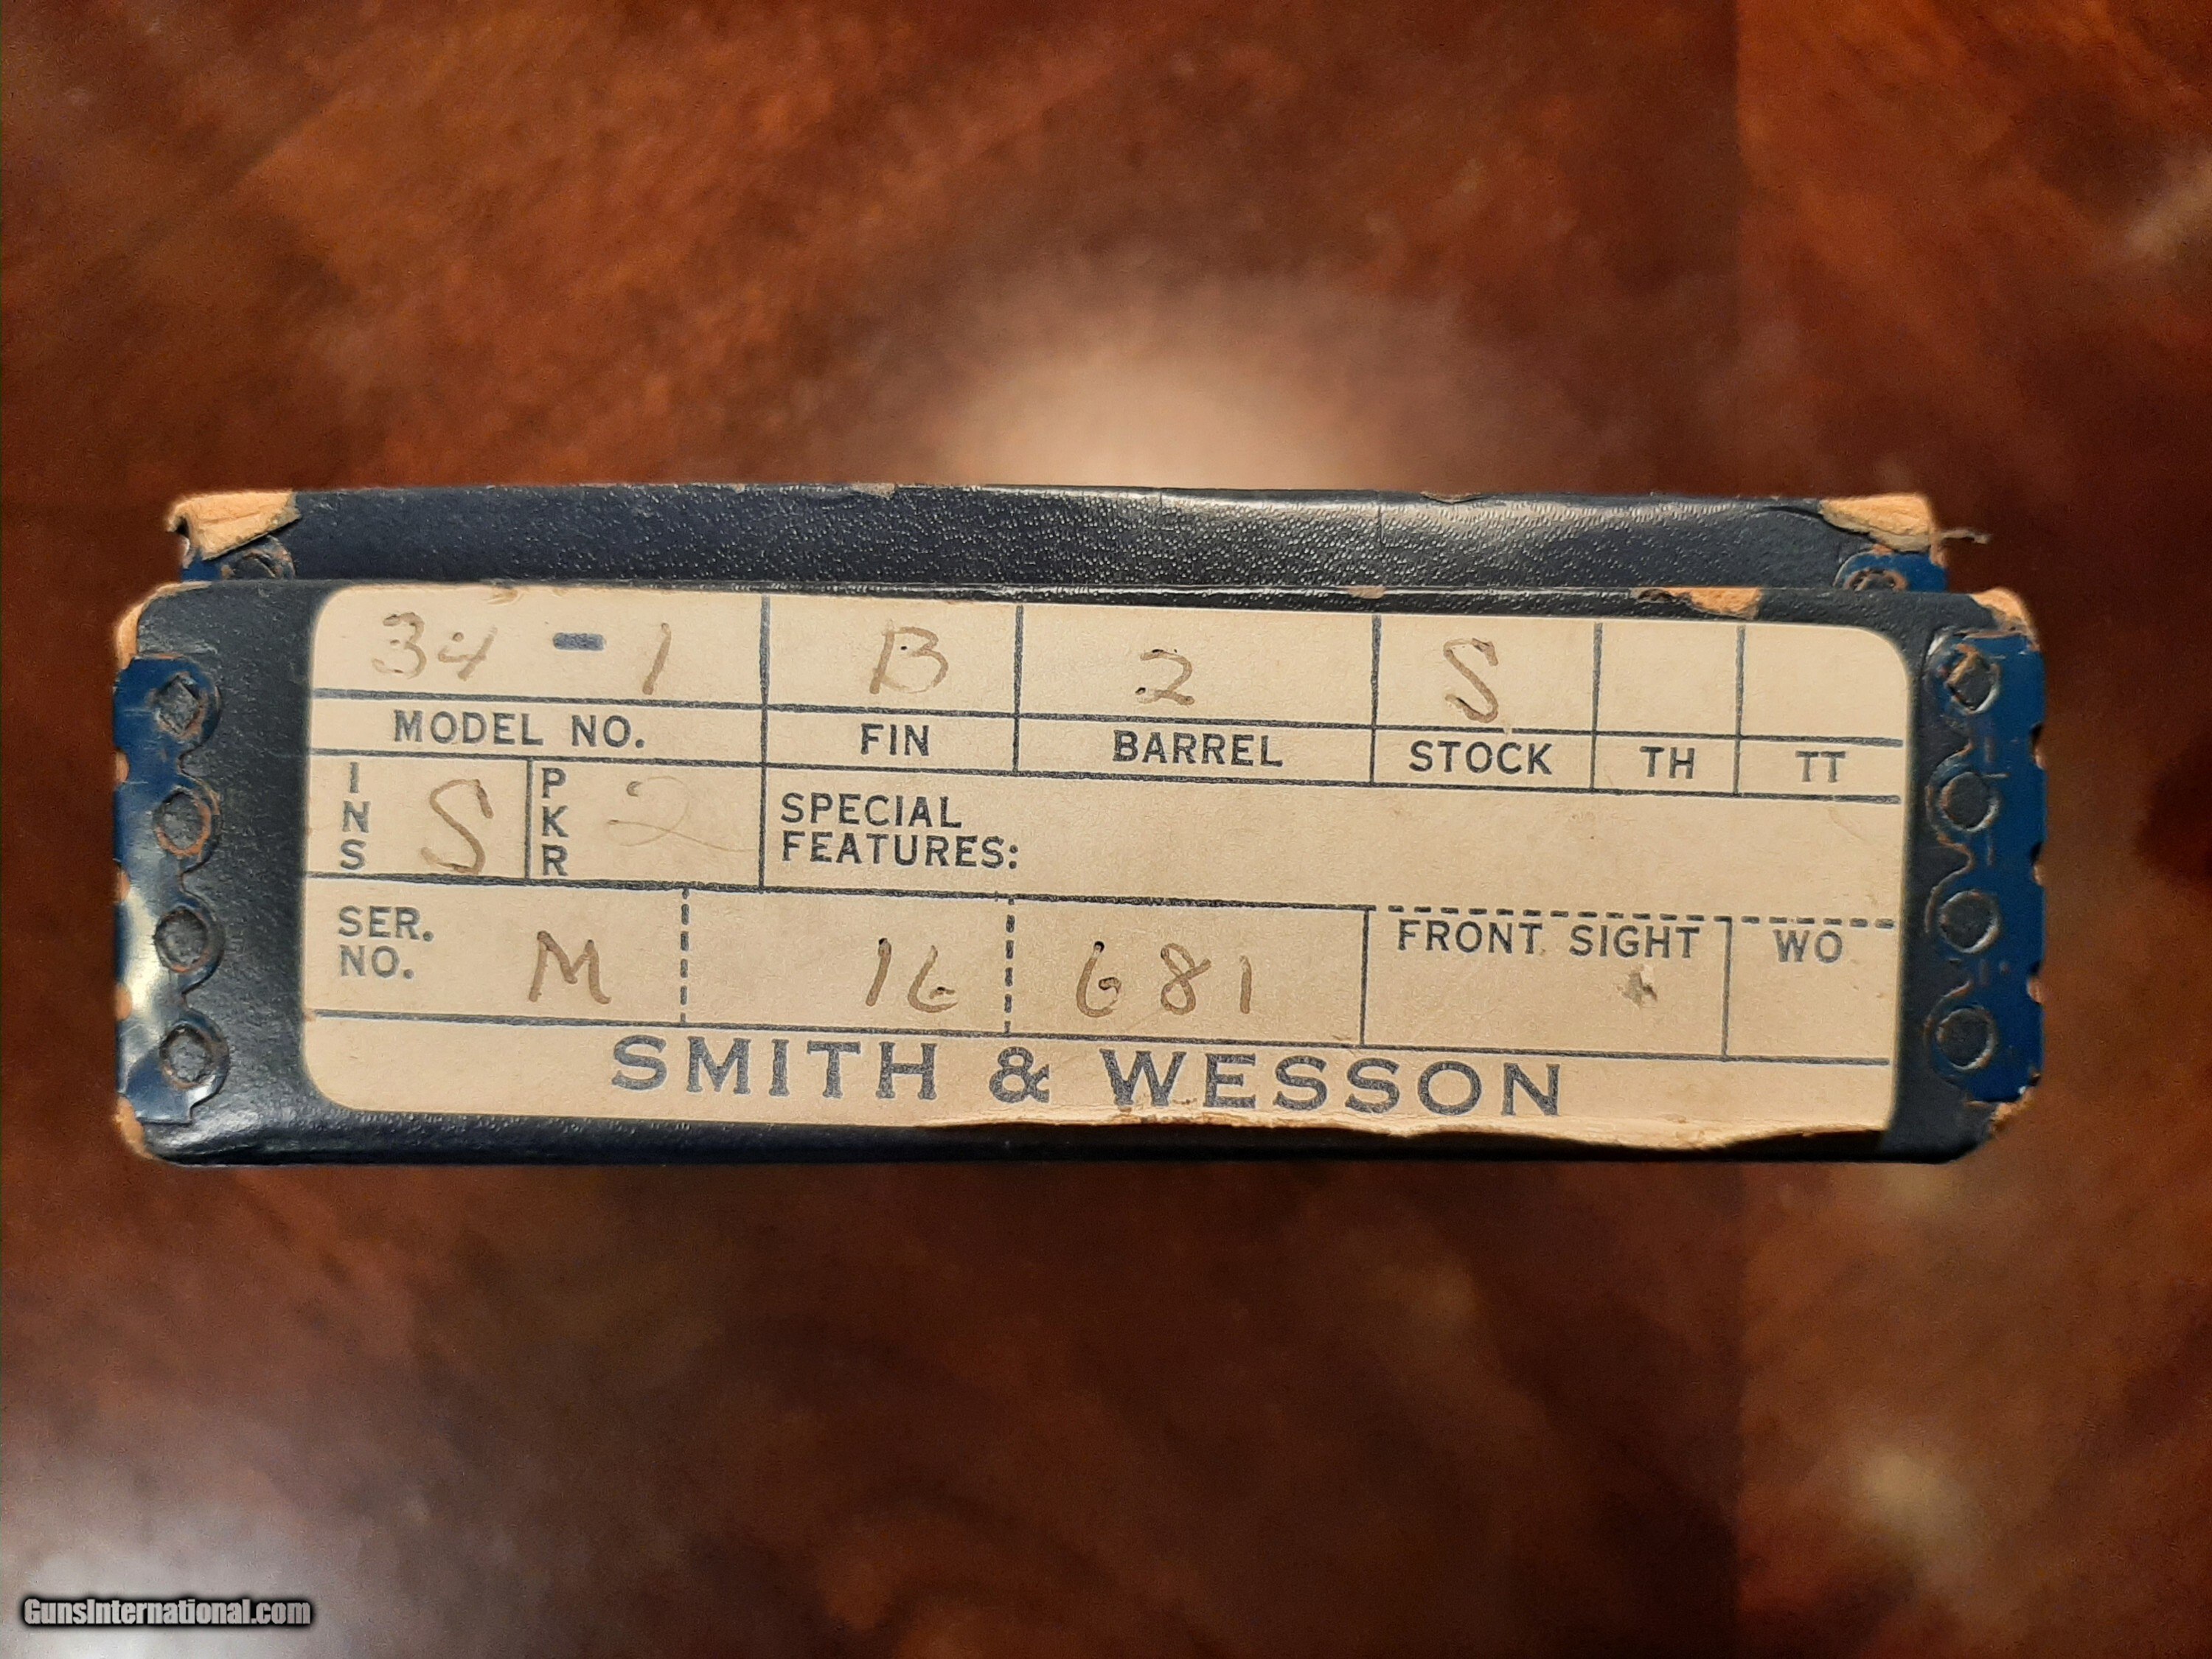 34 - 1 B 2 S
MODEL NO. FIN BARREL STOCK TH TT
INS S PKR 2 SPECIAL
FEATURES:
SER.
NO. M 16 681 FRONT SIGHT WO
SMITH & WESSON
GunsInternational.com